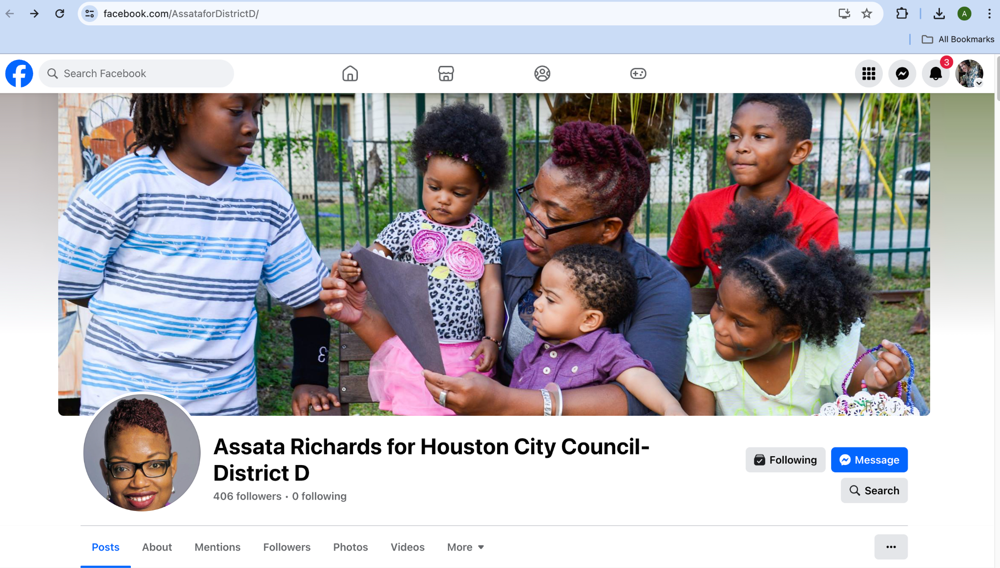 facebook.com/AssataforDistrictD/
A
All Bookmarks
Search Facebook
3
Assata Richards for Houston City Council-
District D
406 followers • 0 following
Following
Message
Search
Posts
About
Mentions
Followers
Photos
Videos
More